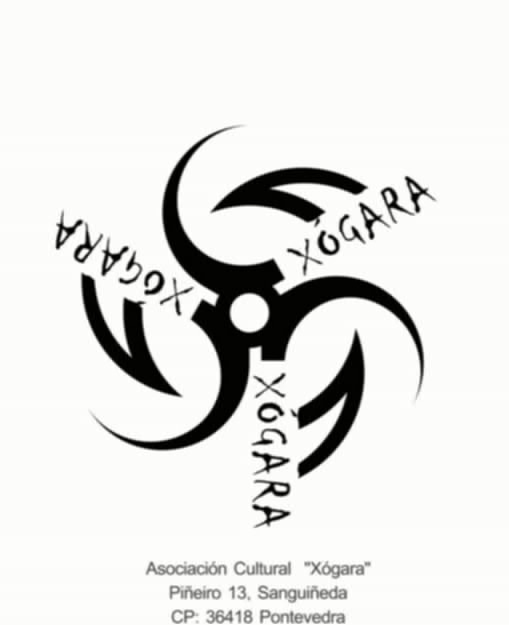 XÓGARA
XÓGARA
XÓGARA
Asociación Cultural "Xógara"
Piñeiro 13, Sanguiñeda
CP: 36418 Pontevedra